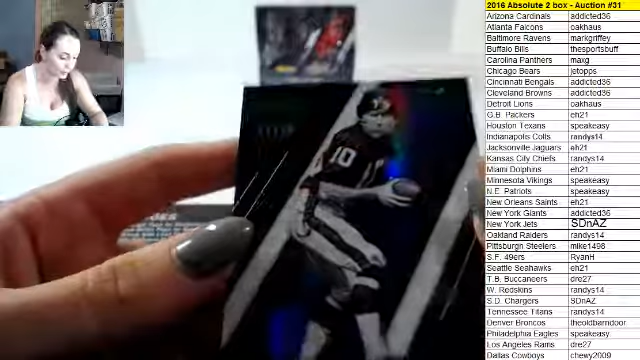 2016 Absolute 2 box - Auction #31
Arizona Cardinals addicted36
Atlanta Falcons oakhaus
Baltimore Ravens markgriffey
Buffalo Bills thesportsbuff
Carolina Panthers maxg
Chicago Bears jetopps
Cincinnati Bengals addicted36
Cleveland Browns addicted36
Detroit Lions oakhaus
G.B. Packers eh21
Houston Texans speakeasy
Indianapolis Colts randys14
Jacksonville Jaguars eh21
Kansas City Chiefs randys14
Miami Dolphins eh21
Minnesota Vikings speakeasy
N.E. Patriots speakeasy
New Orleans Saints eh21
New York Giants addicted36
New York Jets SDnAZ
Oakland Raiders randys14
Pittsburgh Steelers mike1498
S.F. 49ers RyanH
Seattle Seahawks eh21
T.B. Buccaneers dre27
W. Redskins randys14
S.D. Chargers SDnAZ
Tennessee Titans randys14
Denver Broncos theoldbarndoor
Philadelphia Eagles speakeasy
Los Angeles Rams dre27
Dallas Cowboys chewy2009
10